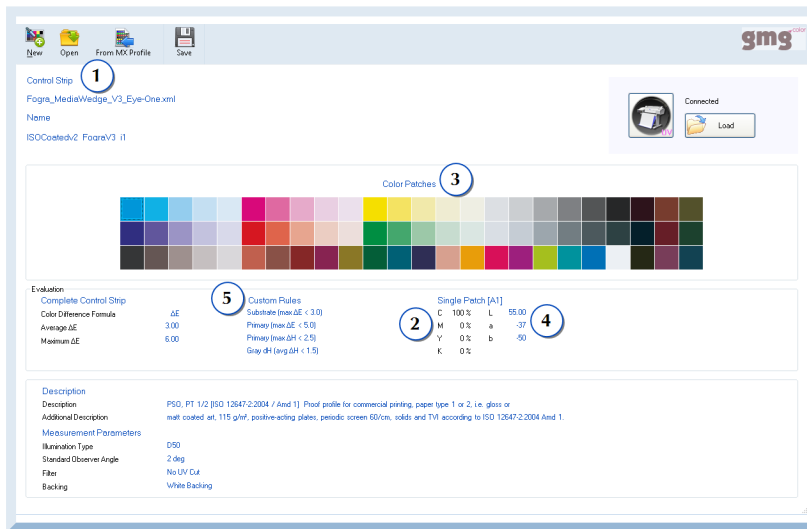 New Open From MX Profile Save
gmg color
1
Control Strip
Fogra_MediaWedge_V3_Eye-One.xml
Name
ISOCoatedv2_FograV3_i1
Connected
UV
Load
Color Patches 3
Evaluation
Complete Control Strip 5 Custom Rules Single Patch [A1]
Color Difference Formula ΔE Substrate (max ΔE < 3.0) 2 C 100 % L 55.00 4
Average ΔE 3.00 Primary (max ΔE < 5.0) M 0 % a -37
Maximum ΔE 6.00 Primary (max ΔH < 2.5) Y 0 % b -50
Gray dH (avg ΔH < 1.5) K 0 %
Description
Description PSO, PT 1/2 [ISO 12647-2:2004 / Amd 1] Proof profile for commercial printing, paper type 1 or 2, i.e. gloss or
Additional Description matt coated art, 115 g/m², positive-acting plates, periodic screen 60/cm, solids and TVI according to ISO 12647-2:2004 Amd 1.
Measurement Parameters
Illumination Type D50
Standard Observer Angle 2 deg
Filter No UV Cut
Backing White Backing